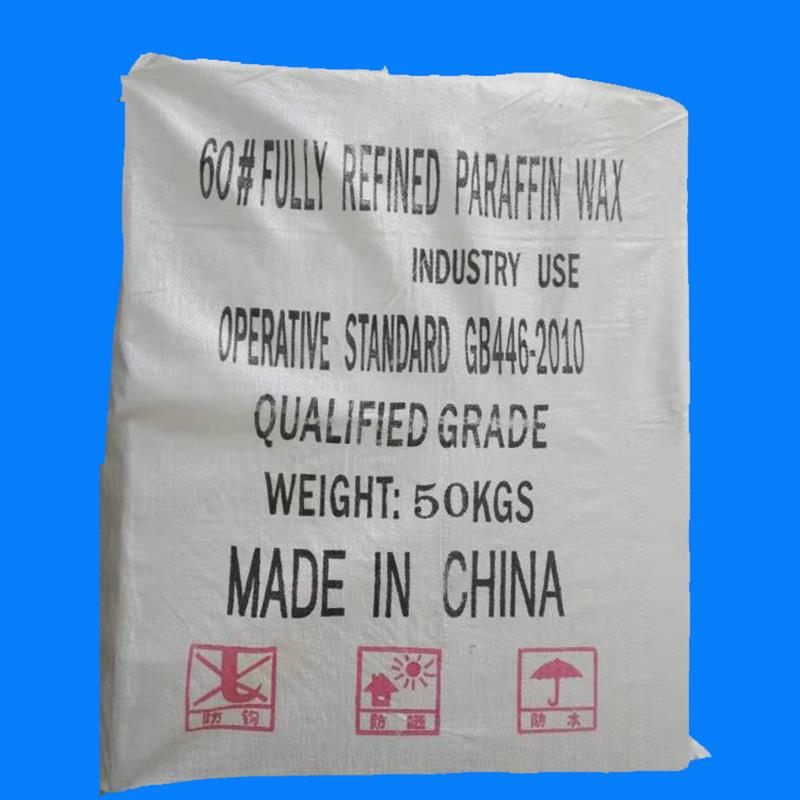 60# FULLY REFINED PARAFFIN WAX
INDUSTRY USE
OPERATIVE STANDARD GB446-2010
QUALIFIED GRADE
WEIGHT: 50KGS
MADE IN CHINA
防钩 防晒 防水